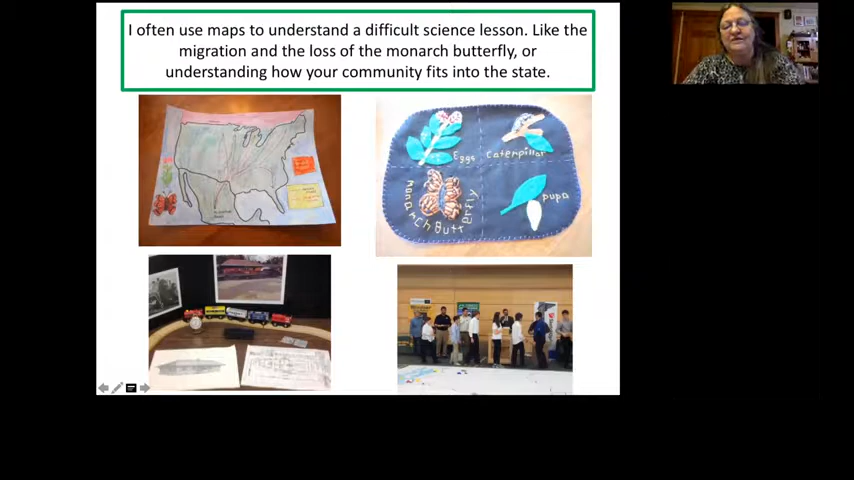 I often use maps to understand a difficult science lesson. Like the
migration and the loss of the monarch butterfly, or
understanding how your community fits into the state.
Eggs
Caterpillar
Monarch Butterfly
pupa